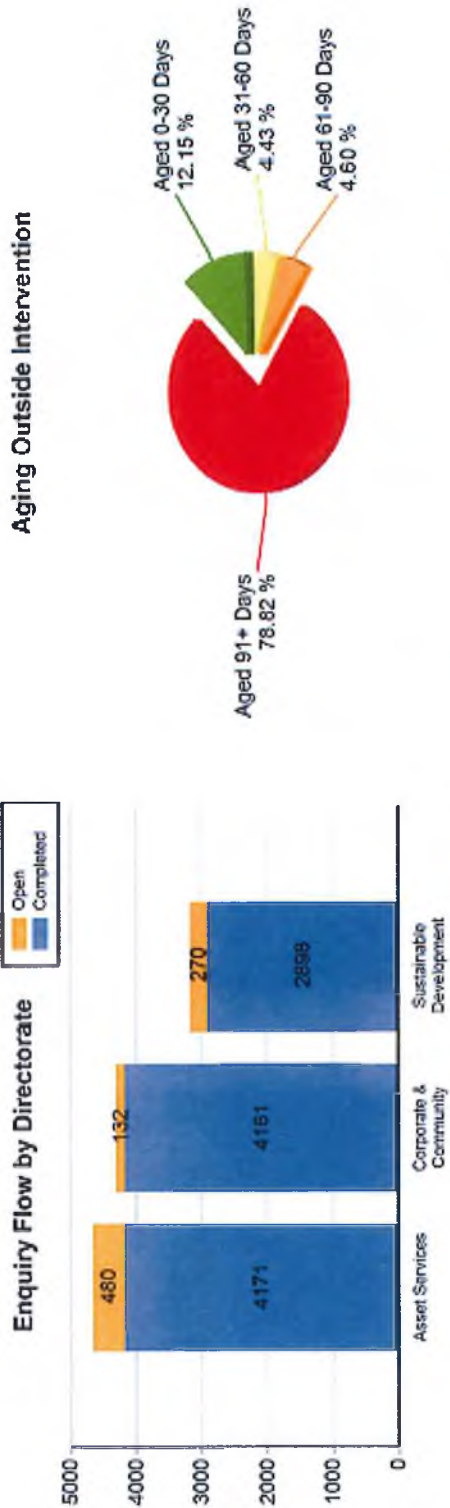 Enquiry Flow by Directorate
Open
Completed
5000
4000
3000
2000
1000
0
480
4171
132
4161
270
2898
Asset Services
Corporate &
Community
Sustainable
Development
Aging Outside Intervention
Aged 0-30 Days
12.15 %
Aged 31-60 Days
4.43 %
Aged 61-90 Days
4.60 %
Aged 91+ Days
78.82 %